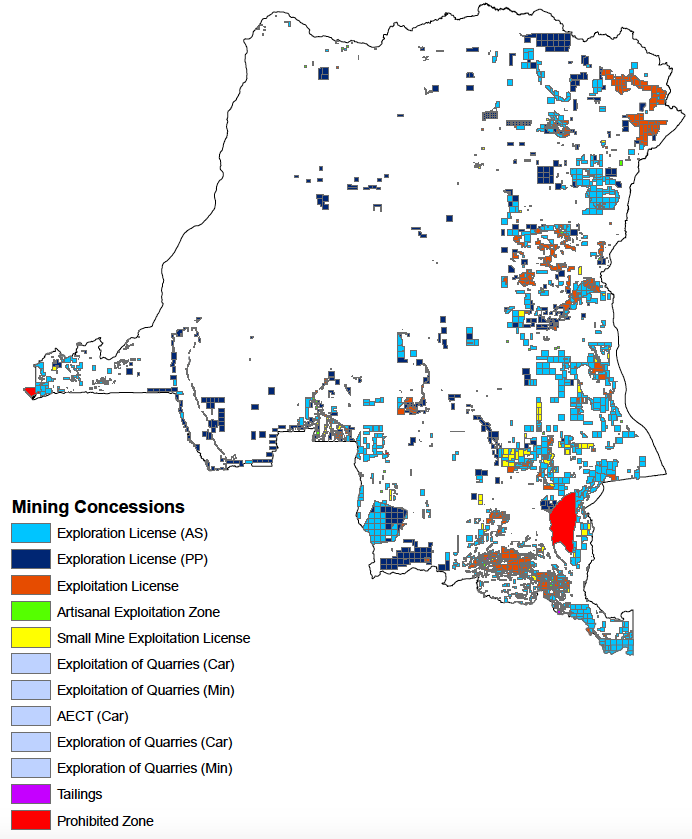 Mining Concessions
Exploration License (AS)
Exploration License (PP)
Exploitation License
Artisanal Exploitation Zone
Small Mine Exploitation License
Exploitation of Quarries (Car)
Exploitation of Quarries (Min)
AECT (Car)
Exploration of Quarries (Car)
Exploration of Quarries (Min)
Tailings
Prohibited Zone